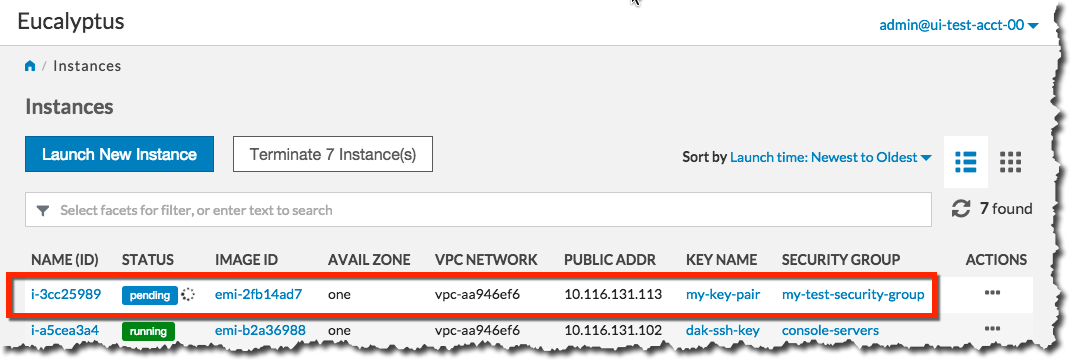 Eucalyptus
admin@ui-test-acct-00
/ Instances
Instances
Launch New Instance Terminate 7 Instance(s) Sort by Launch time: Newest to Oldest
Select facets for filter, or enter text to search 7 found
NAME (ID) STATUS IMAGE ID AVAIL ZONE VPC NETWORK PUBLIC ADDR KEY NAME SECURITY GROUP ACTIONS
i-3cc25989 pending emi-2fb14ad7 one vpc-aa946ef6 10.116.131.113 my-key-pair my-test-security-group
i-a5cea3a4 running emi-b2a36988 one vpc-aa946ef6 10.116.131.102 dak-ssh-key console-servers